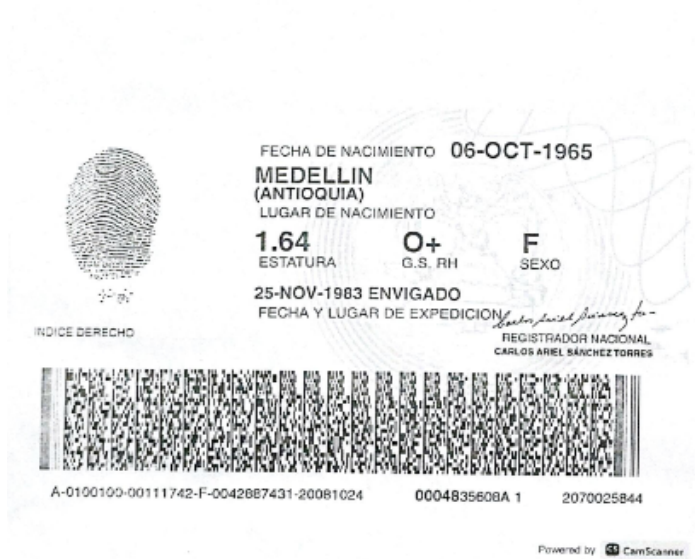 FECHA DE NACIMIENTO 06-OCT-1965
MEDELLIN
(ANTIOQUIA)
LUGAR DE NACIMIENTO
1.64 O+ F
ESTATURA G.S. RH SEXO
25-NOV-1983 ENVIGADO
FECHA Y LUGAR DE EXPEDICION
INDICE DERECHO
REGISTRADOR NACIONAL
CARLOS ARIEL SÁNCHEZ TORRES
A-0100100-00111742-F-0042887431-20081024 0004835608A 1 2070025844
Powered by CS CamScanner